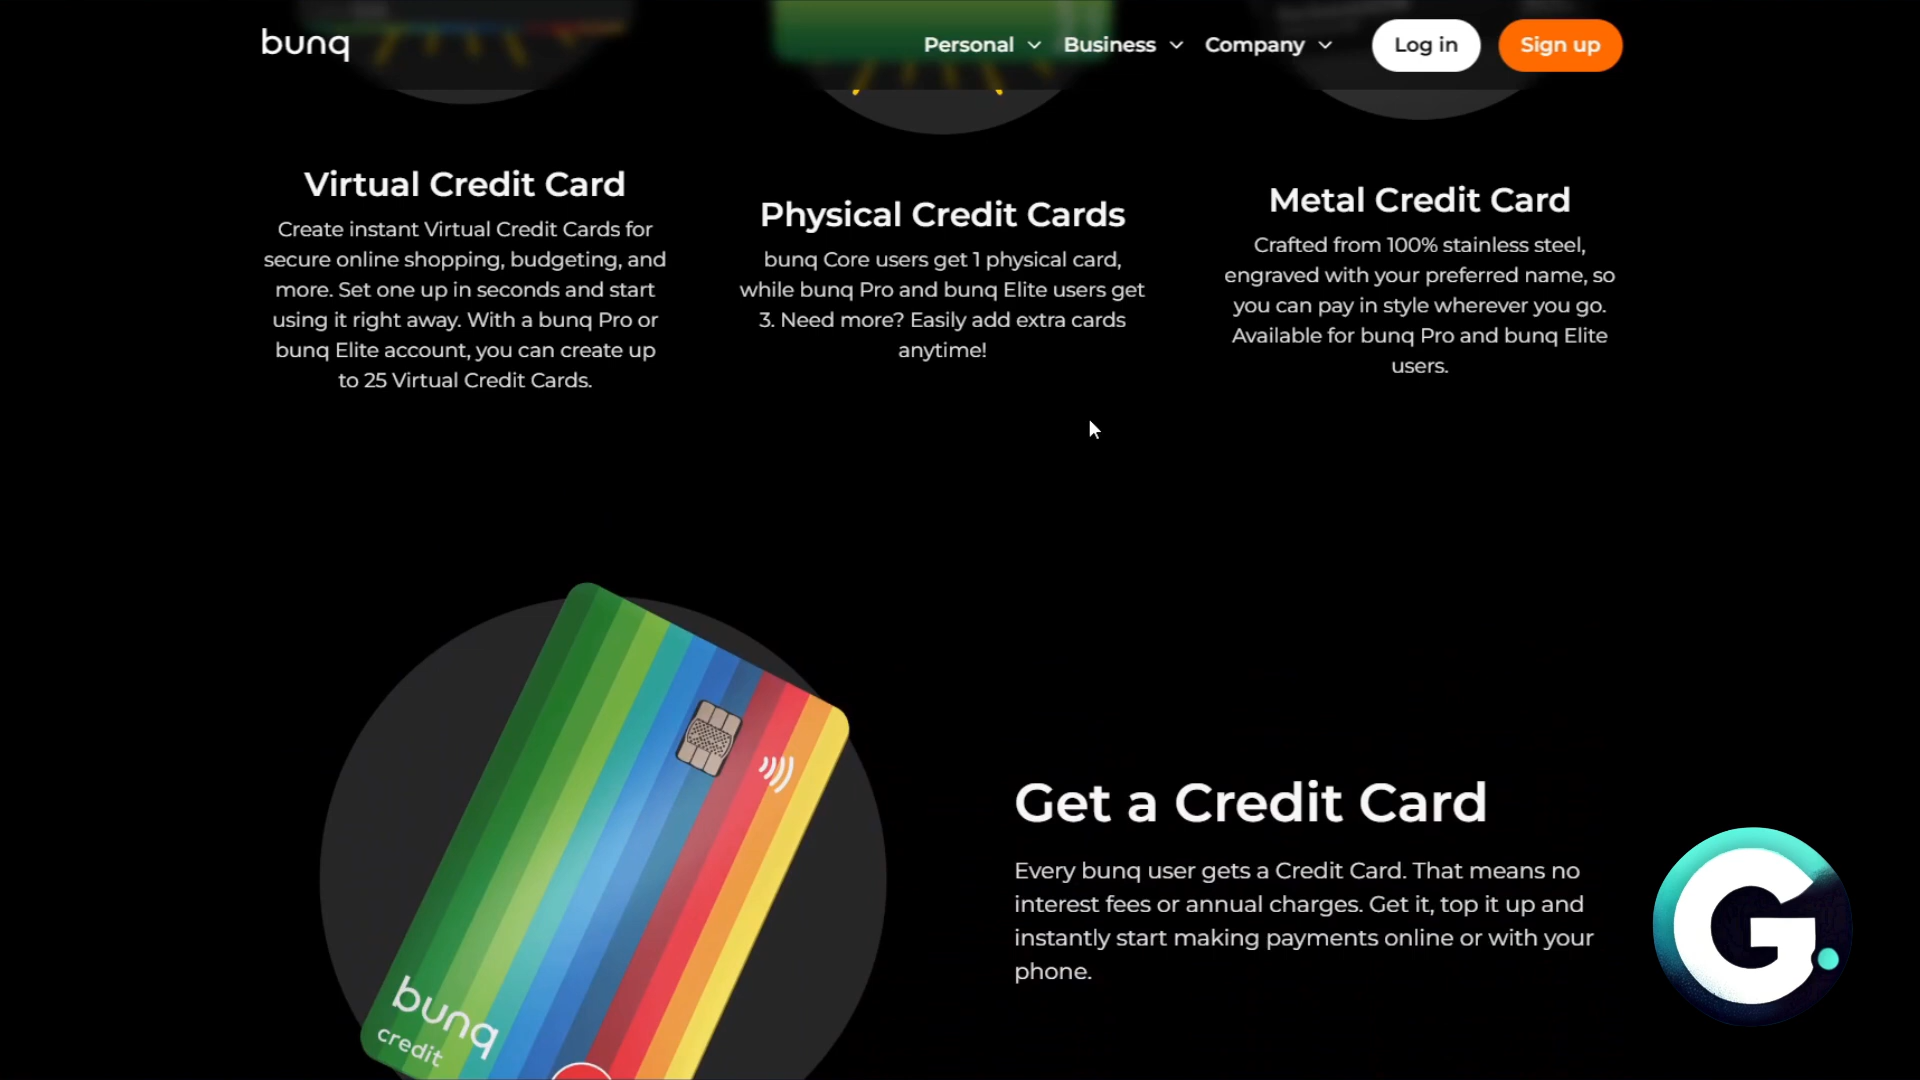 bunq
Personal
Business
Company
Log in
Sign up
Virtual Credit Card
Create instant Virtual Credit Cards for
secure online shopping, budgeting, and
more. Set one up in seconds and start
using it right away. With a bunq Pro or
bunq Elite account, you can create up
to 25 Virtual Credit Cards.
Physical Credit Cards
bunq Core users get 1 physical card,
while bunq Pro and bunq Elite users get
3. Need more? Easily add extra cards
anytime!
Metal Credit Card
Crafted from 100% stainless steel,
engraved with your preferred name, so
you can pay in style wherever you go.
Available for bunq Pro and bunq Elite
users.
bunq
credit
Get a Credit Card
Every bunq user gets a Credit Card. That means no
interest fees or annual charges. Get it, top it up and
instantly start making payments online or with your
phone.
G.